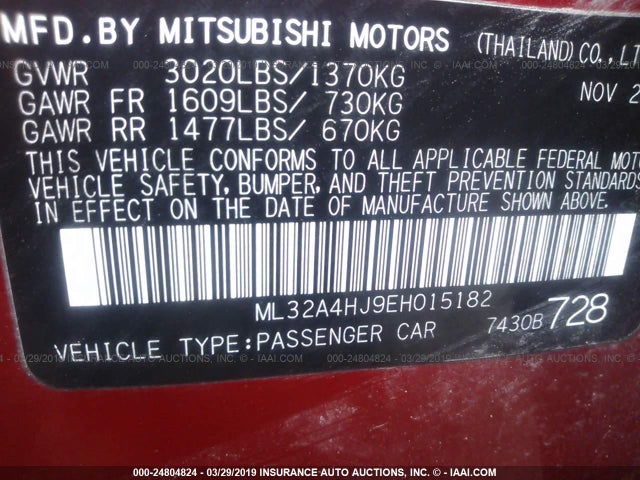 MFD.BY MITSUBISHI MOTORS (THAILAND) CO.,LT
GVWR 3020LBS/1370KG NOV 2
GAWR FR 1609LBS/ 730KG
GAWR RR 1477LBS/ 670KG
THIS VEHICLE CONFORMS TO ALL APPLICABLE FEDERAL MOT
VEHICLE SAFETY, BUMPER, AND THEFT PREVENTION STANDARDS
IN EFFECT ON THE DATE OF MANUFACTURE SHOWN ABOVE.
ML32A4HJ9EH015182
VEHICLE TYPE:PASSENGER CAR 7430B 728
000-24804824 - 03/29/2019 INSURANCE AUTO AUCTIONS INC. - © IAAI.COM